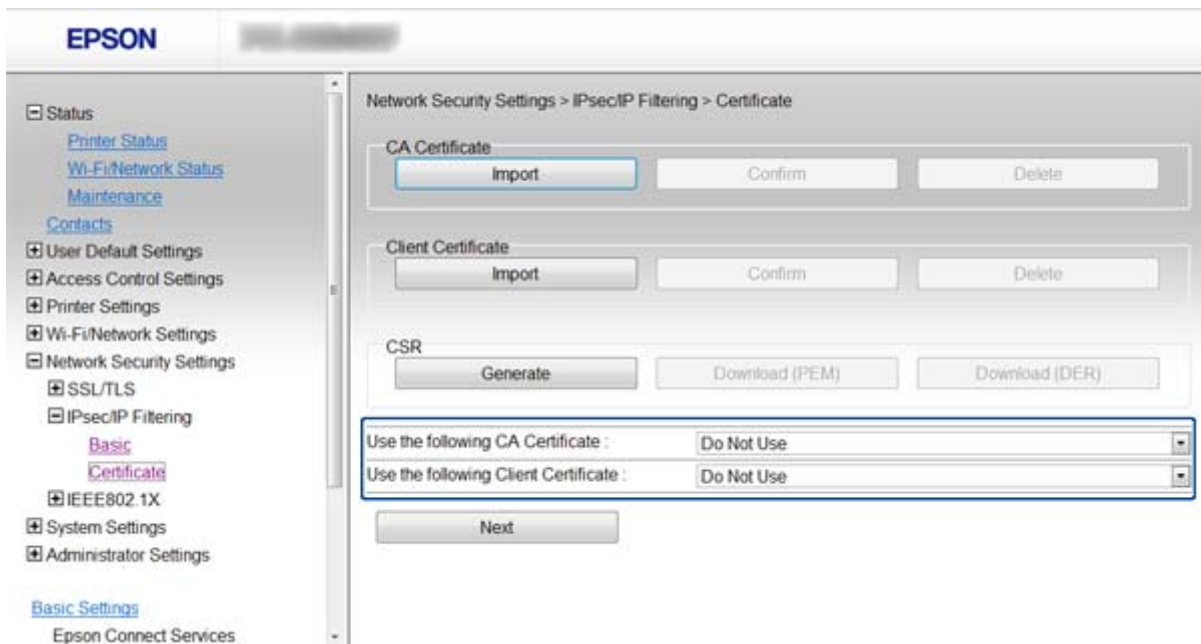 EPSON
Status
Printer Status
Wi-Fi/Network Status
Maintenance
Contacts
User Default Settings
Access Control Settings
Printer Settings
Wi-Fi/Network Settings
Network Security Settings
SSL/TLS
IPsec/IP Filtering
Basic
Certificate
IEEE802.1X
System Settings
Administrator Settings
Basic Settings
Epson Connect Services
Network Security Settings > IPsec/IP Filtering > Certificate
CA Certificate
Import Confirm Delete
Client Certificate
Import Confirm Delete
CSR
Generate Download (PEM) Download (DER)
Use the following CA Certificate : Do Not Use
Use the following Client Certificate : Do Not Use
Next